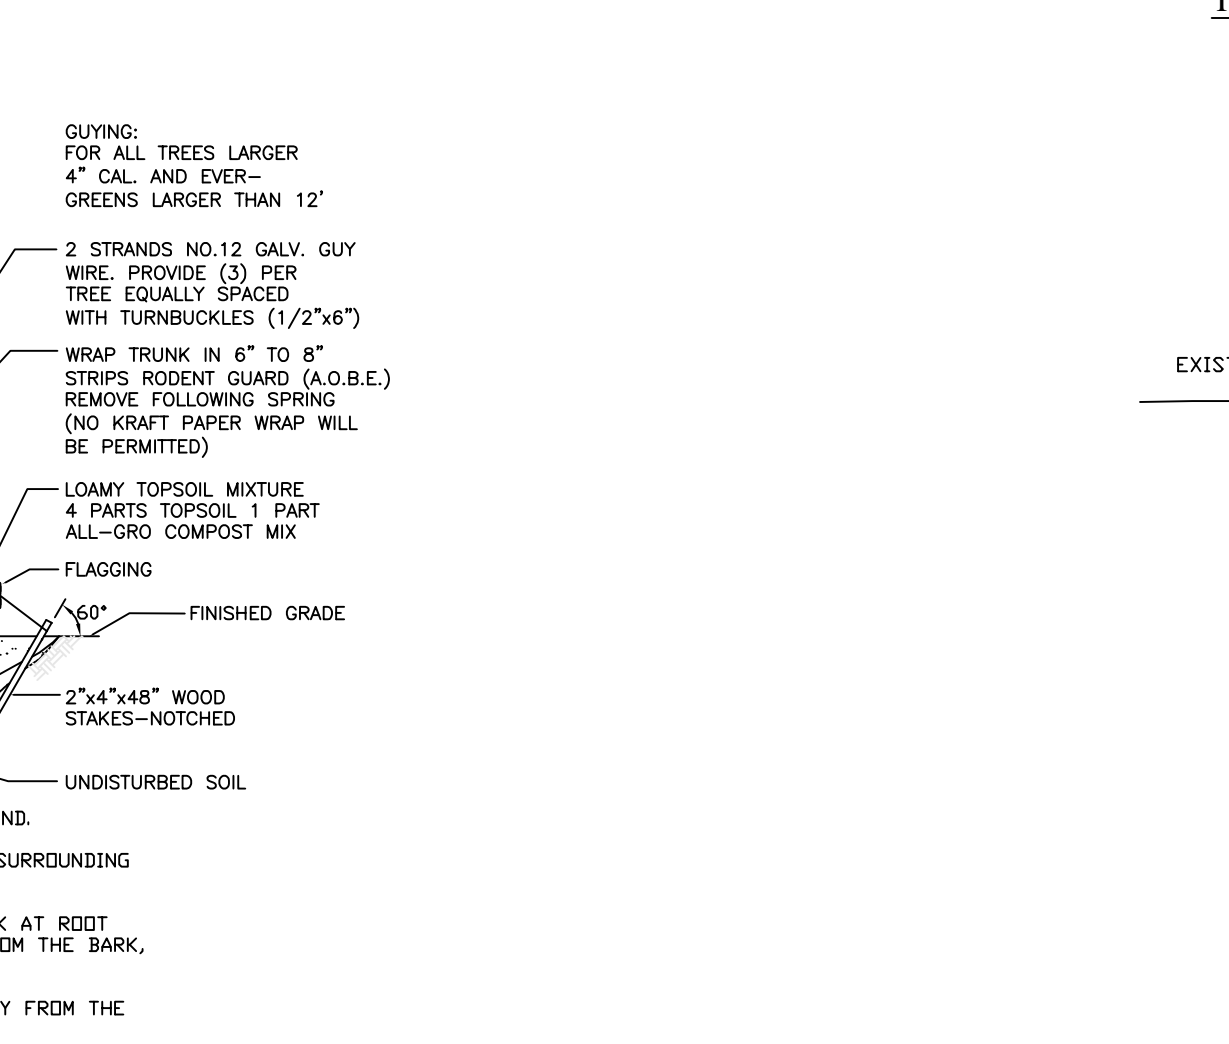 GUYING:
FOR ALL TREES LARGER
4" CAL. AND EVER-
GREENS LARGER THAN 12'
2 STRANDS NO.12 GALV. GUY
WIRE. PROVIDE (3) PER
TREE EQUALLY SPACED
WITH TURNBUCKLES (1/2"x6")
WRAP TRUNK IN 6" TO 8"
STRIPS RODENT GUARD (A.O.B.E.)
REMOVE FOLLOWING SPRING
(NO KRAFT PAPER WRAP WILL
BE PERMITTED)
EXIST
LOAMY TOPSOIL MIXTURE
4 PARTS TOPSOIL 1 PART
ALL-GRO COMPOST MIX
FLAGGING
60°
FINISHED GRADE
2"x4"x48" WOOD
STAKES-NOTCHED
UNDISTURBED SOIL
ND.
SURROUNDING
K AT ROOT
OM THE BARK,
Y FROM THE